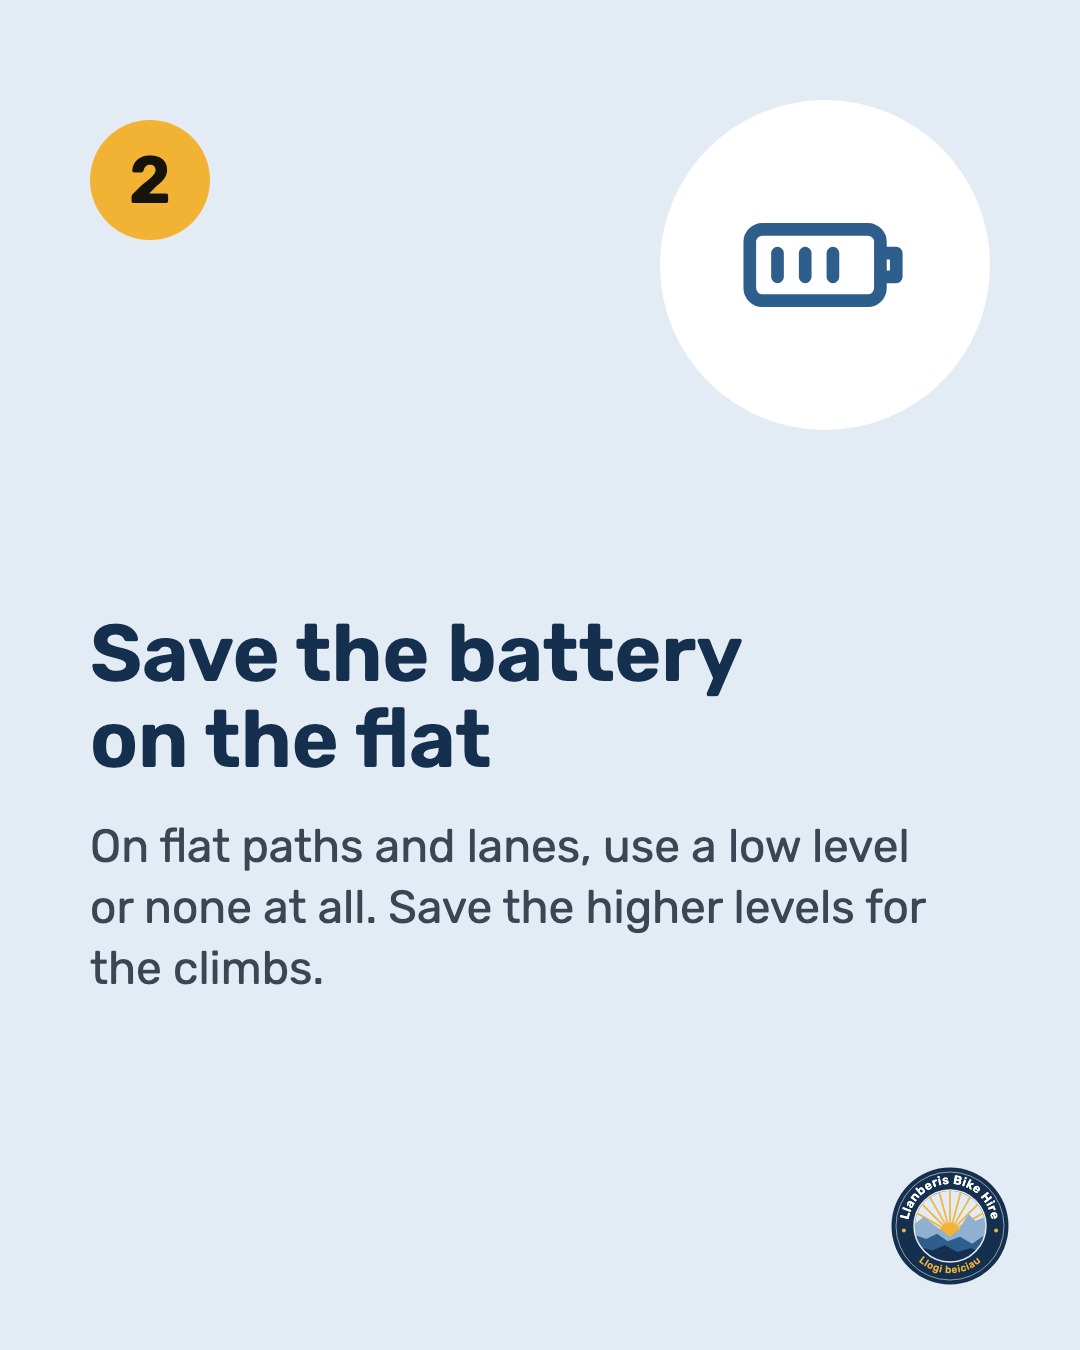 2
Save the battery
on the flat
On flat paths and lanes, use a low level
or none at all. Save the higher levels for
the climbs.
Llanberis Bike Hire
Llogi beiciau